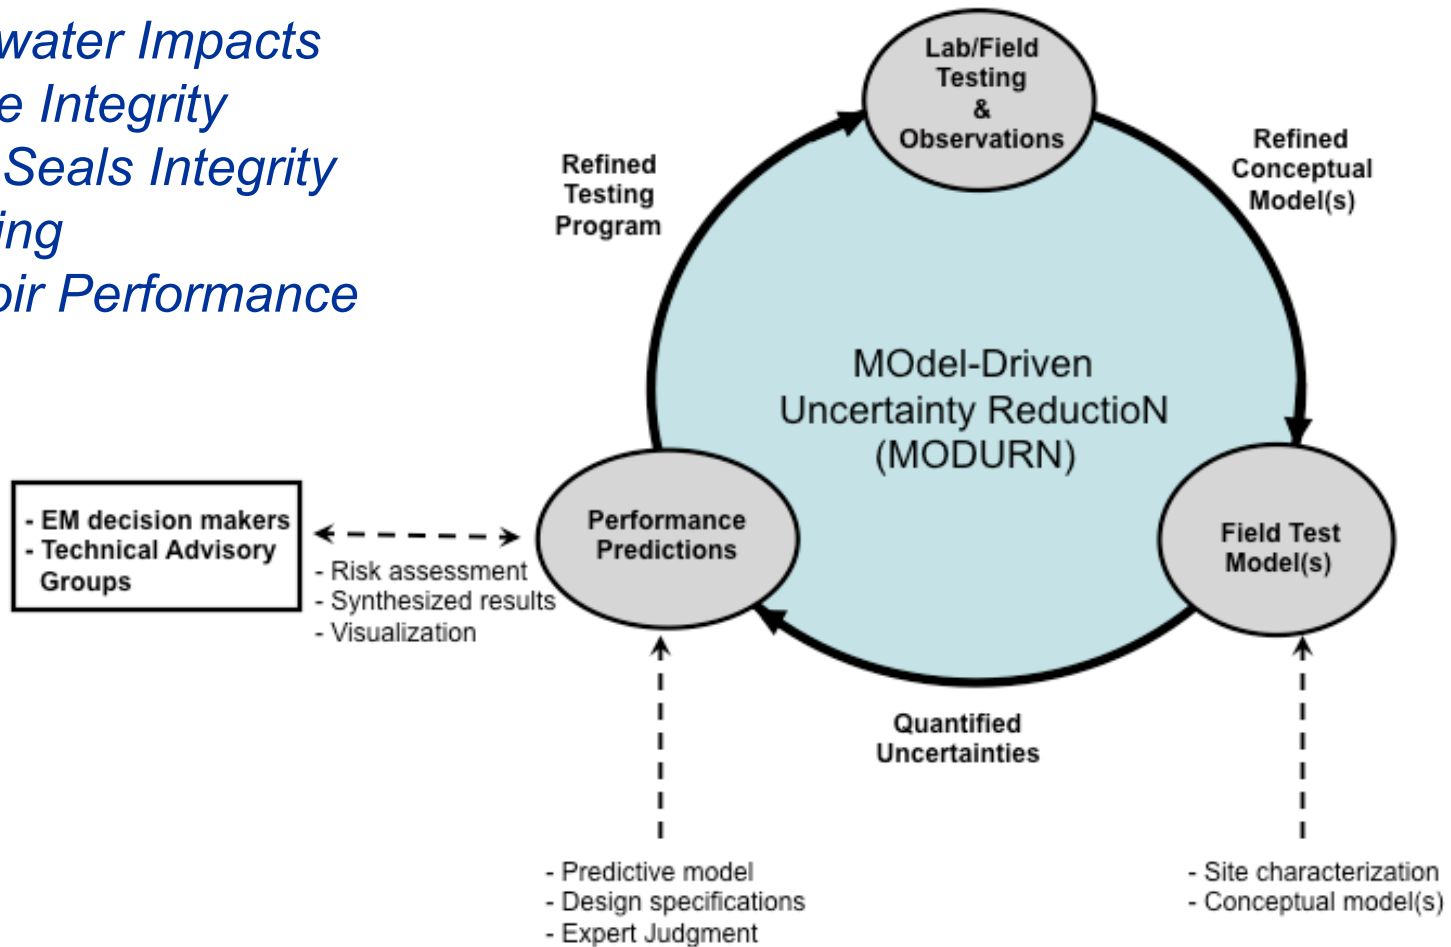 water Impacts
e Integrity
Seals Integrity
ing
oir Performance
Lab/Field
Testing
&
Observations
Refined
Testing
Program
Refined
Conceptual
Model(s)
MOdel-Driven
Uncertainty ReductioN
(MODURN)
- EM decision makers
- Technical Advisory
Groups
- Risk assessment
- Synthesized results
- Visualization
Performance
Predictions
Field Test
Model(s)
Quantified
Uncertainties
- Predictive model
- Design specifications
- Expert Judgment
- Site characterization
- Conceptual model(s)